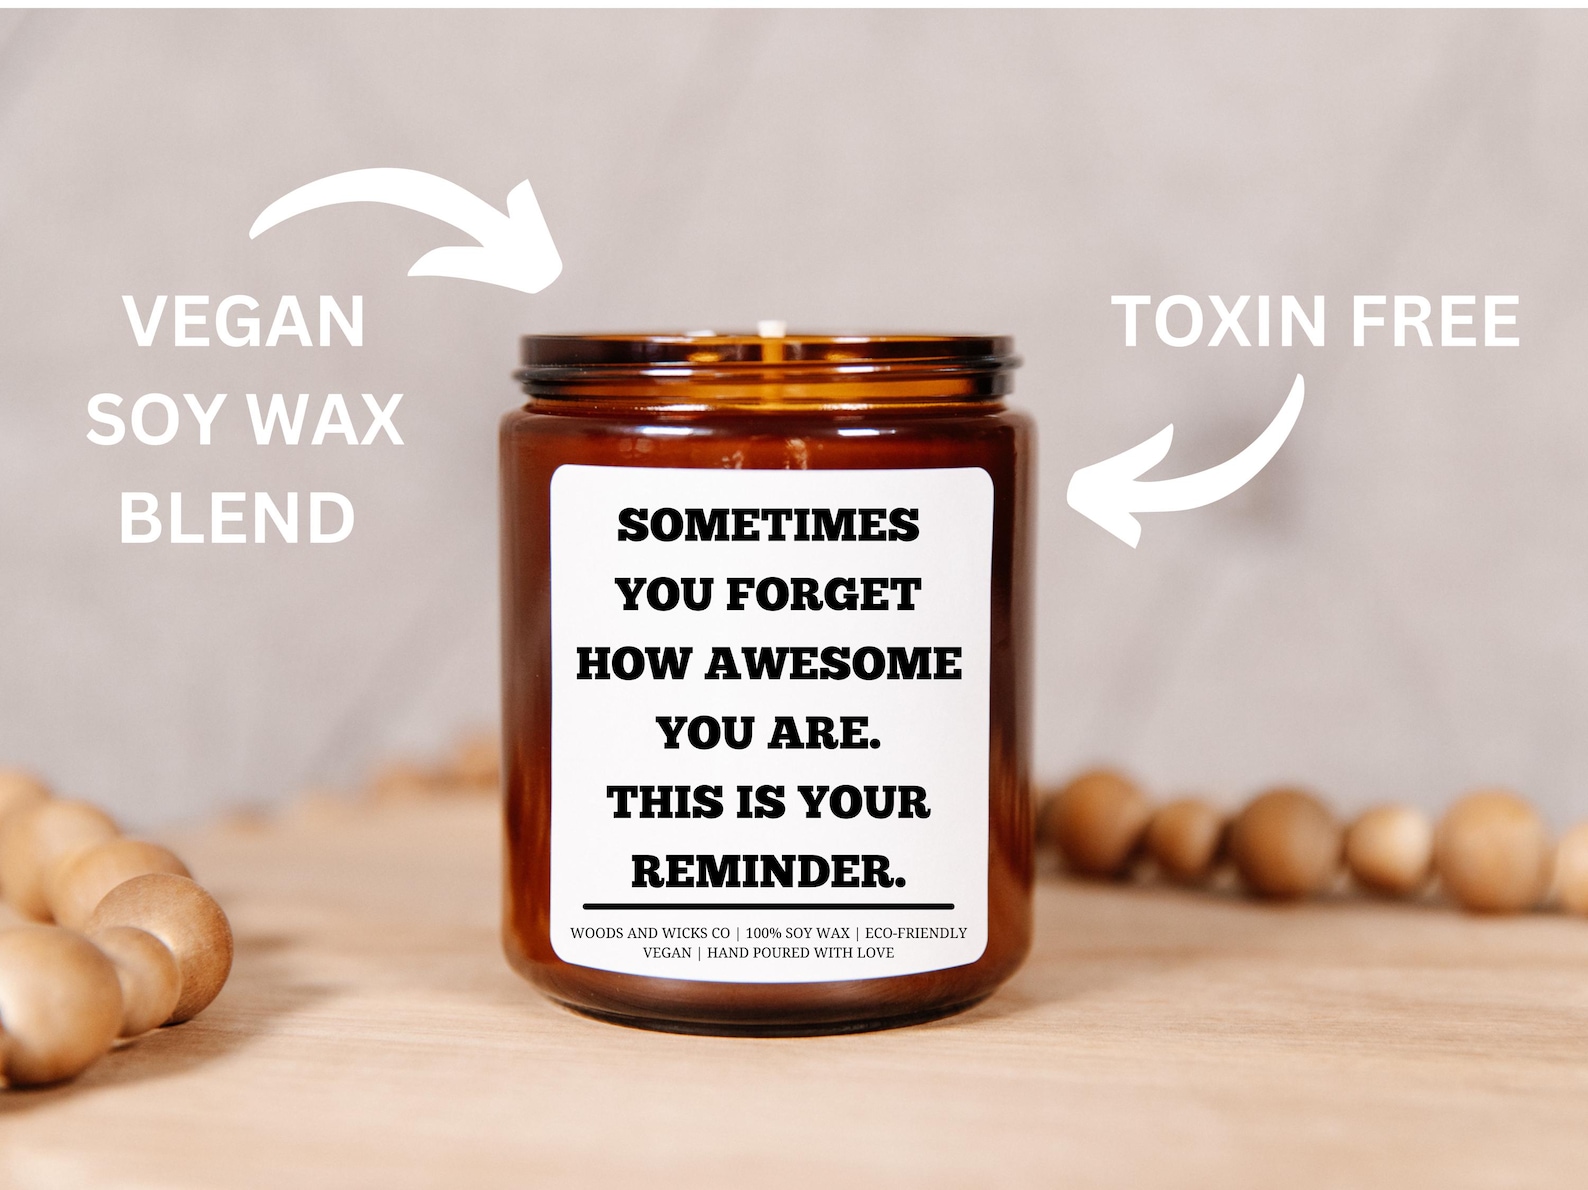 VEGAN
SOY WAX
BLEND
TOXIN FREE
SOMETIMES
YOU FORGET
HOW AWESOME
YOU ARE.
THIS IS YOUR
REMINDER.
WOODS AND WICKS CO | 100% SOY WAX | ECO-FRIENDLY
VEGAN | HAND POURED WITH LOVE